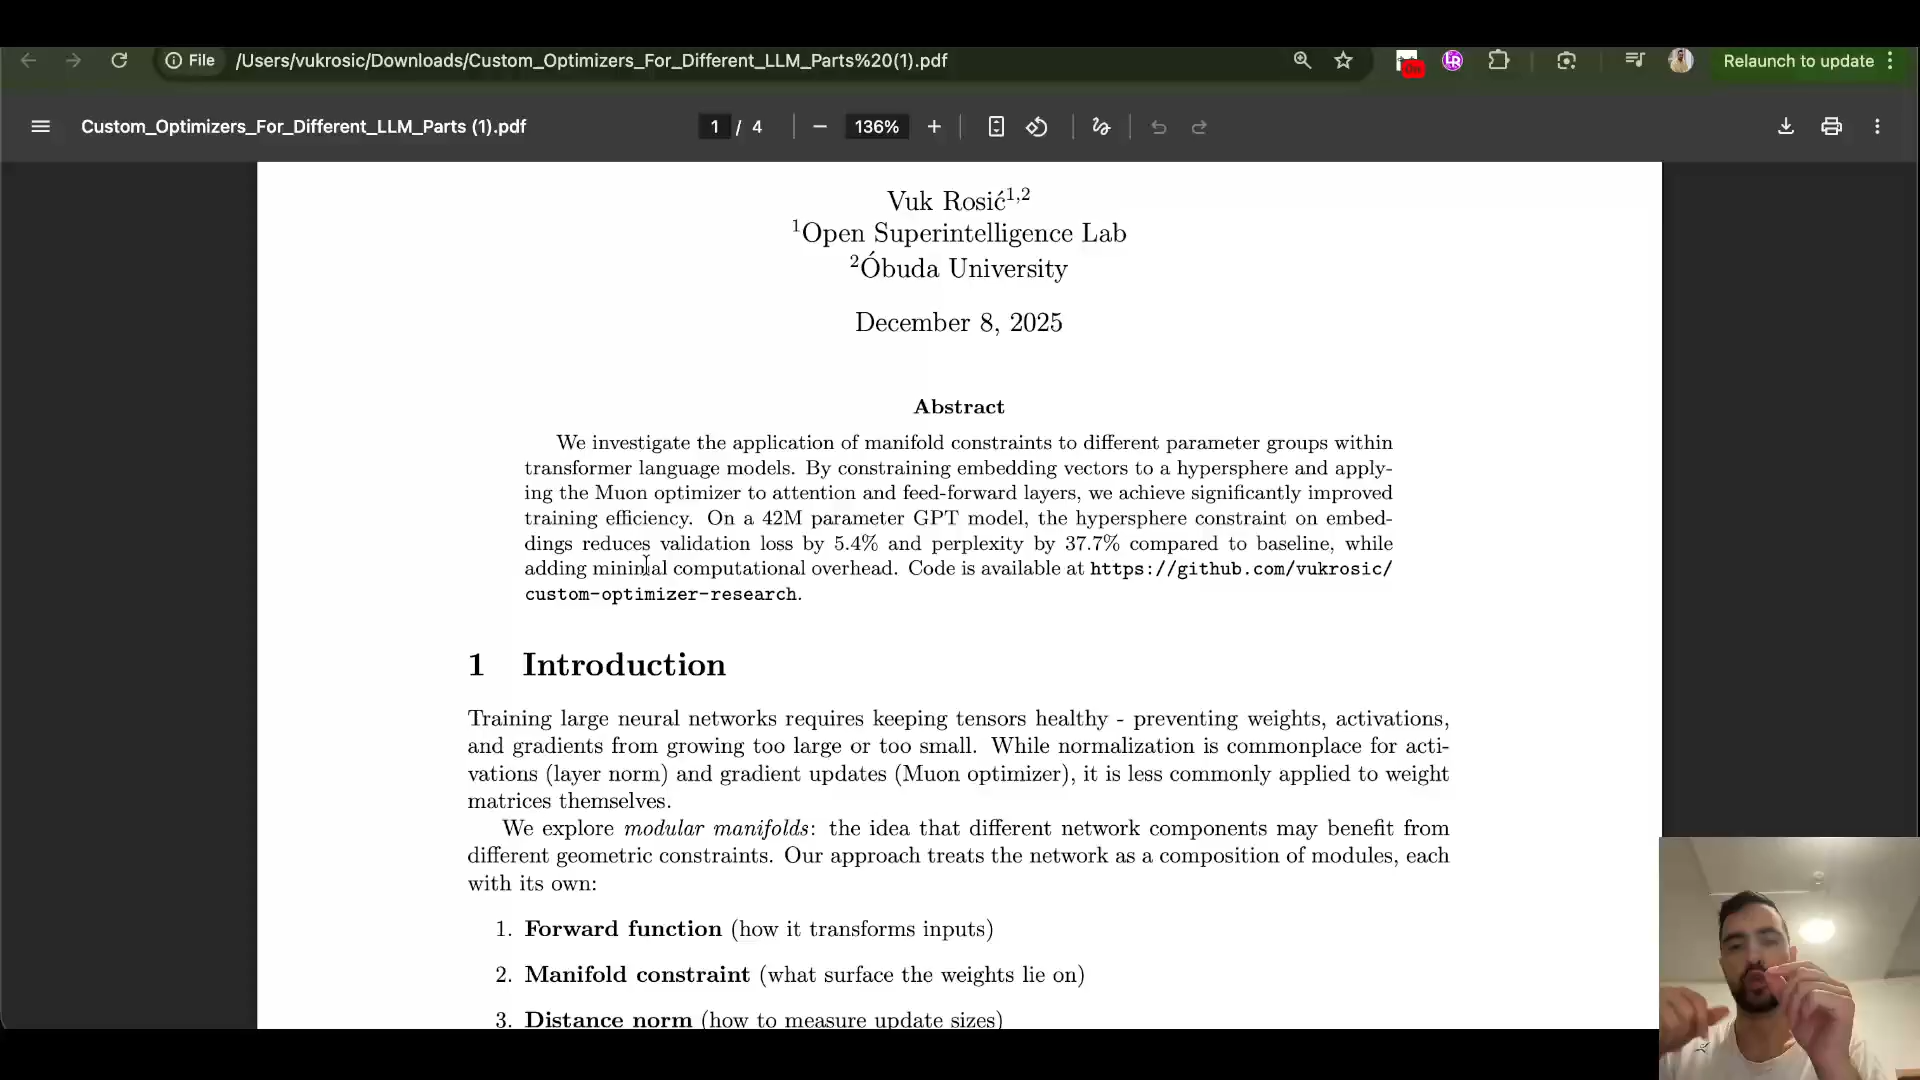 File /Users/vukrosic/Downloads/Custom_Optimizers_For_Different_LLM_Parts%20(1).pdf
On
LR
Relaunch to update
Custom_Optimizers_For_Different_LLM_Parts (1).pdf
1 / 4
136%
Vuk Rosić1,2
1Open Superintelligence Lab
2Óbuda University
December 8, 2025
Abstract
We investigate the application of manifold constraints to different parameter groups within
transformer language models. By constraining embedding vectors to a hypersphere and apply-
ing the Muon optimizer to attention and feed-forward layers, we achieve significantly improved
training efficiency. On a 42M parameter GPT model, the hypersphere constraint on embed-
dings reduces validation loss by 5.4% and perplexity by 37.7% compared to baseline, while
adding minimal computational overhead. Code is available at https://github.com/vukrosic/
custom-optimizer-research.
1 Introduction
Training large neural networks requires keeping tensors healthy - preventing weights, activations,
and gradients from growing too large or too small. While normalization is commonplace for acti-
vations (layer norm) and gradient updates (Muon optimizer), it is less commonly applied to weight
matrices themselves.
We explore modular manifolds: the idea that different network components may benefit from
different geometric constraints. Our approach treats the network as a composition of modules, each
with its own:
1. Forward function (how it transforms inputs)
2. Manifold constraint (what surface the weights lie on)
3. Distance norm (how to measure update sizes)